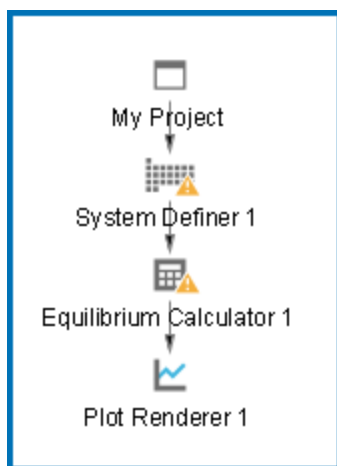 My Project
System Definer 1
Equilibrium Calculator 1
Plot Renderer 1